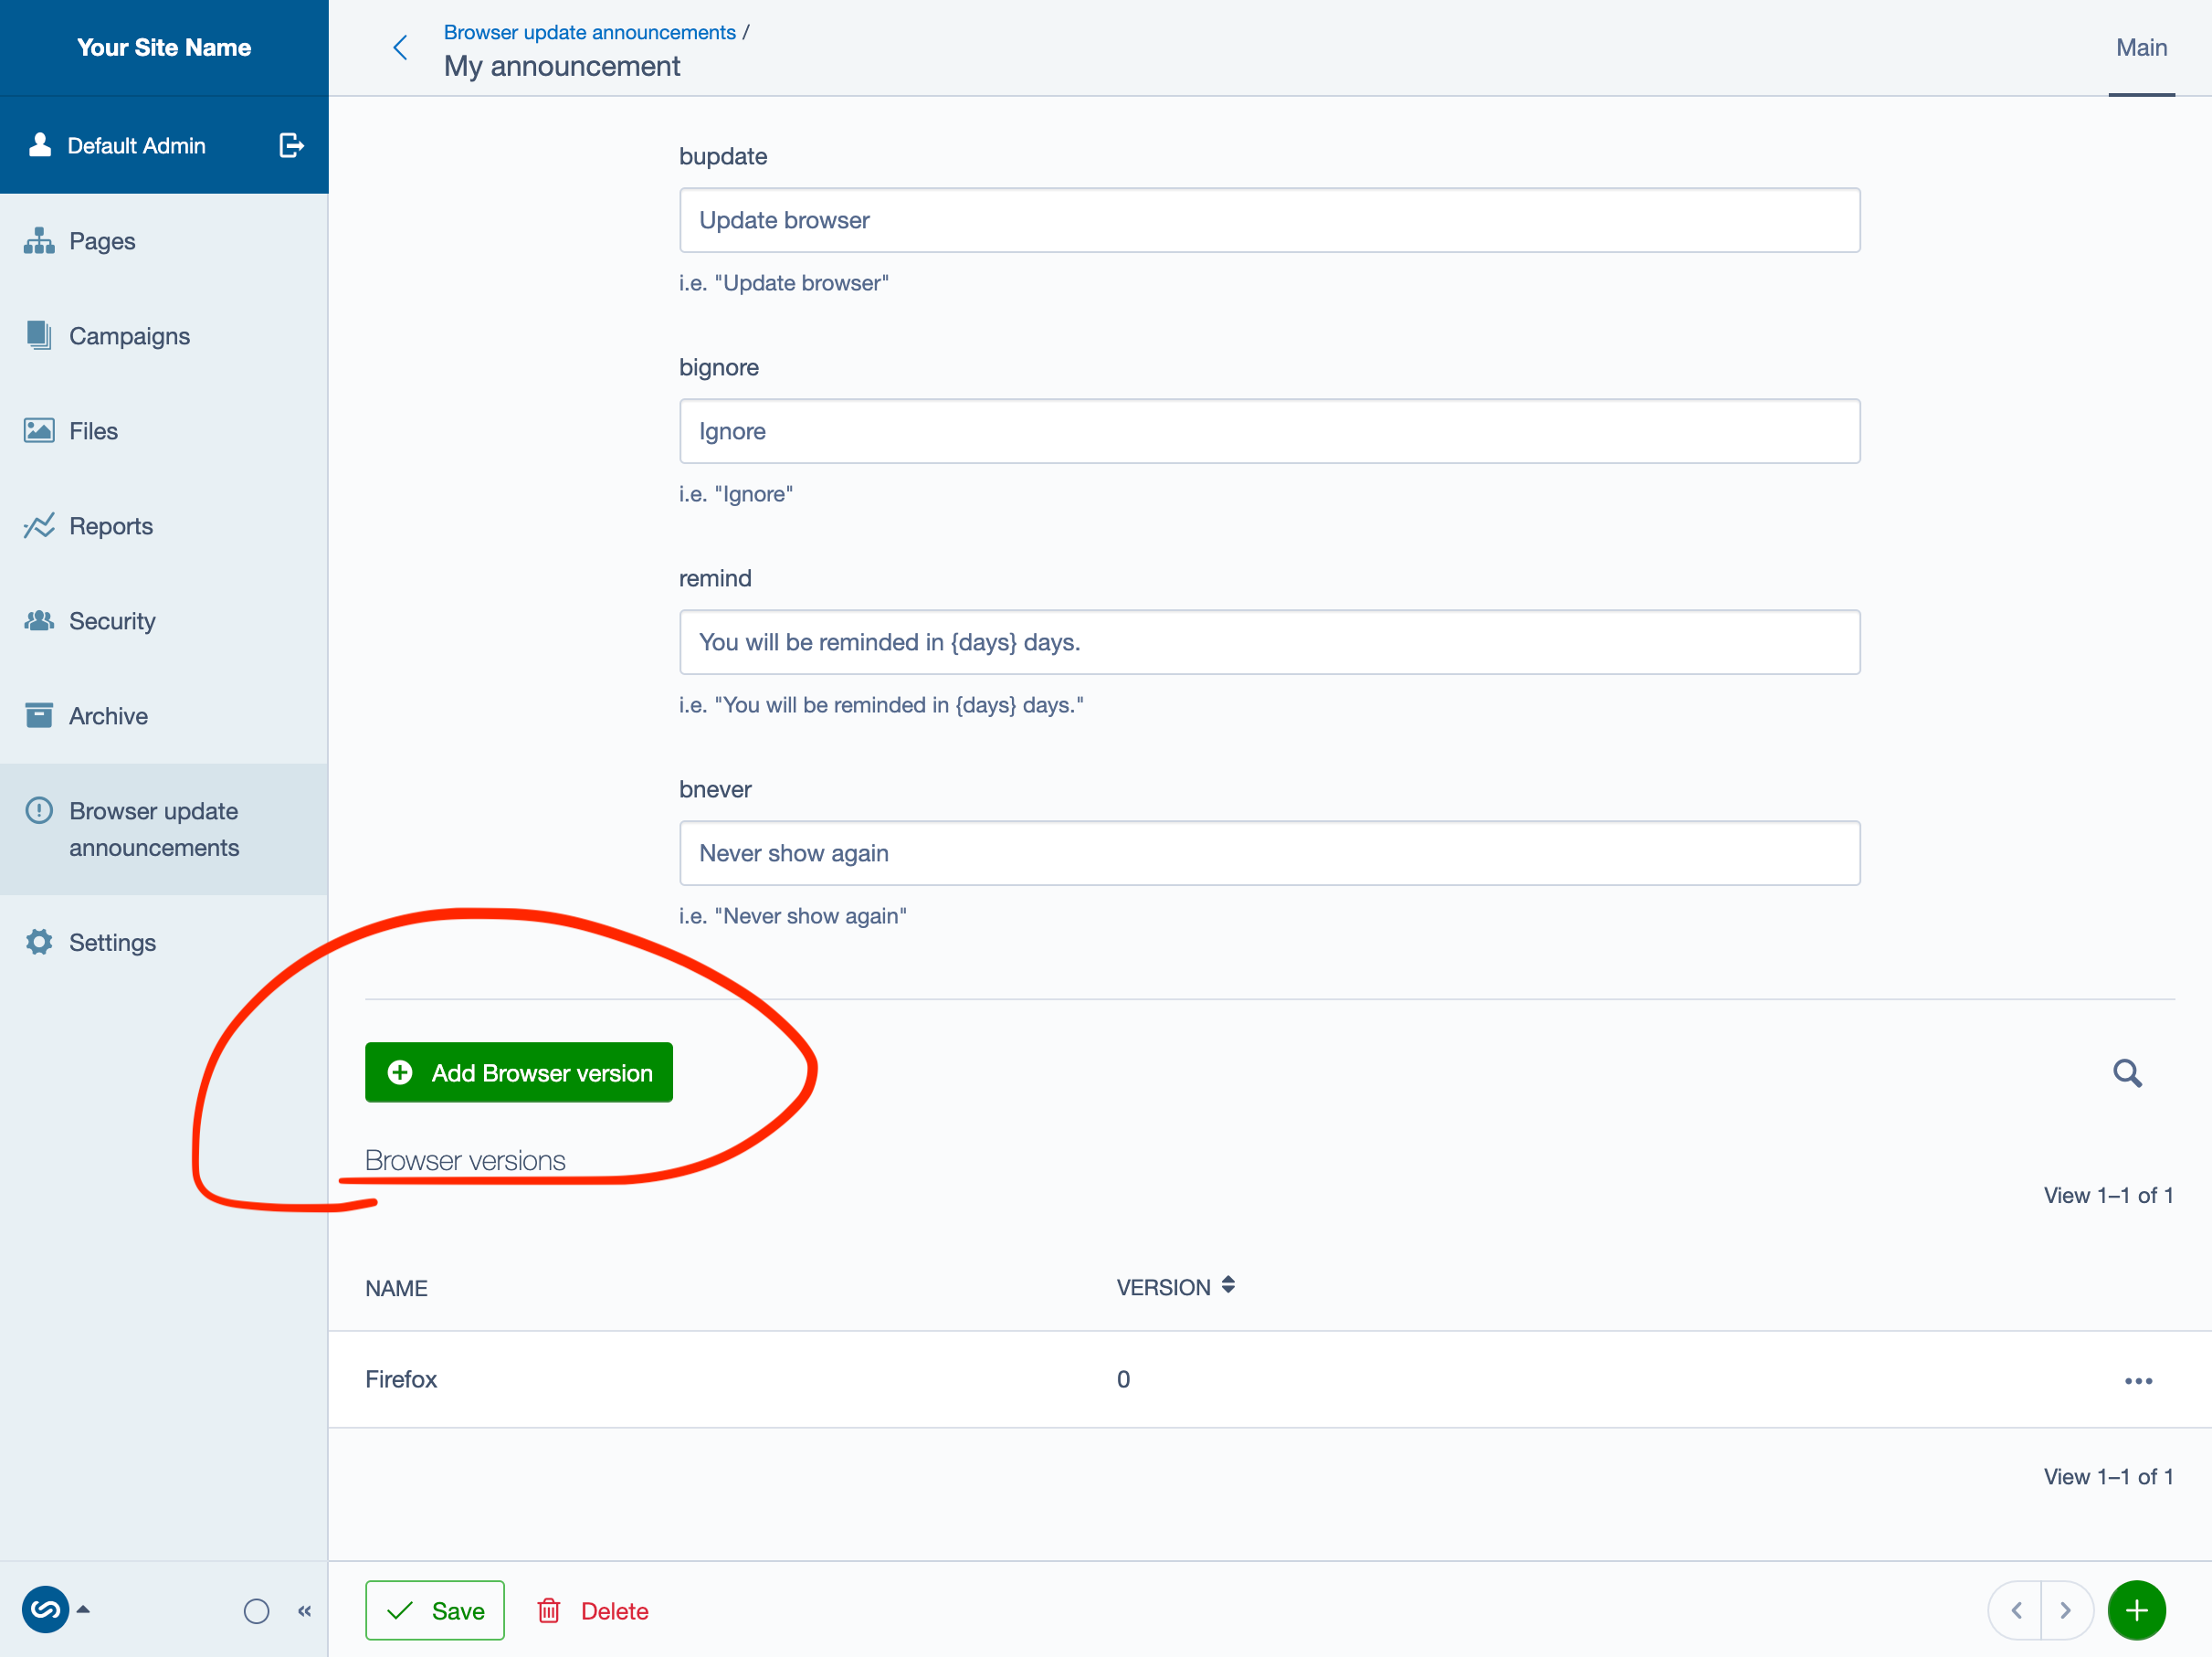 Your Site Name
Browser update announcements /
My announcement
Main
Default Admin
Pages
Campaigns
Files
Reports
Security
Archive
Browser update
announcements
Settings
bupdate
Update browser
i.e. "Update browser"
bignore
Ignore
i.e. "Ignore"
remind
You will be reminded in {days} days.
i.e. "You will be reminded in {days} days."
bnever
Never show again
i.e. "Never show again"
Add Browser version
Browser versions
View 1–1 of 1
NAME VERSION
Firefox 0
View 1–1 of 1
Save Delete